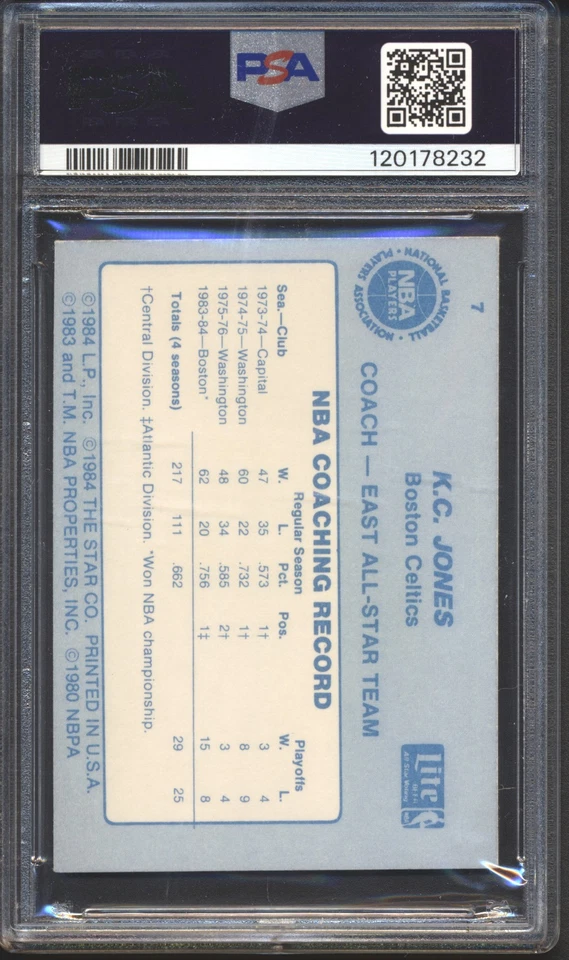 PSA
120178232
7
NATIONAL BASKETBALL
NBA
PLAYERS
PLAYERS ASSOCIATION
K.C. JONES
Boston Celtics
COACH — EAST ALL-STAR TEAM
Lite
NBA COACHING RECORD
Regular Season Playoffs
Sea.—Club W. L. Pct. Pos. W. L.
1973-74—Capital 47 35 .573 1† 3 4
1974-75—Washington 60 22 .732 1† 8 9
1975-76—Washington 48 34 .585 2† 3 4
1983-84—Boston* 62 20 .756 1‡ 15 8
Totals (4 seasons) 217 111 .662 29 25
†Central Division. ‡Atlantic Division. *Won NBA championship.
©1984 L.P., Inc. ©1984 THE STAR CO. PRINTED IN U.S.A.
©1983 and T.M. NBA PROPERTIES, INC. ©1980 NBPA